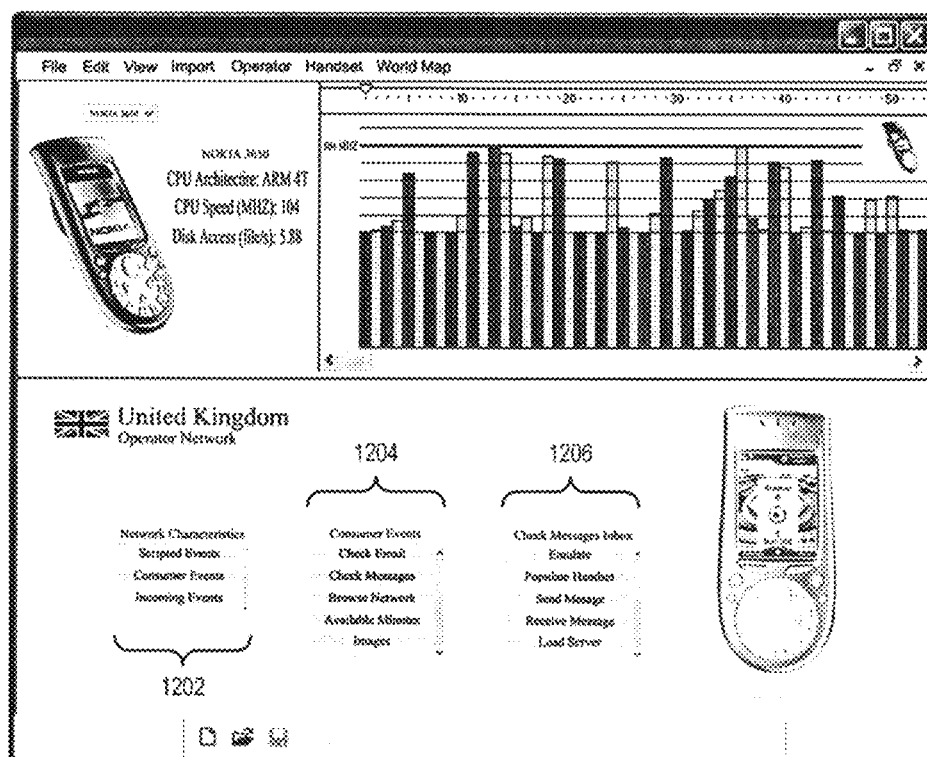 File Edit View Import Operator Handset World Map
10 20 30 40 50
NOKIA 3650
CPU Architecture: ARM 4T
CPU Speed (MHZ): 104
Disk Access (file/s): 5.88
MHZ
United Kingdom
Operator Network
1204
1206
Network Characteristics
Scripted Events
Consumer Events
Incoming Events
Consumer Events
Check Email
Check Messages
Browse Network
Available Minutes
Images
Check Messages Inbox
Emulate
Populate Handset
Send Message
Receive Message
Load Server
1202